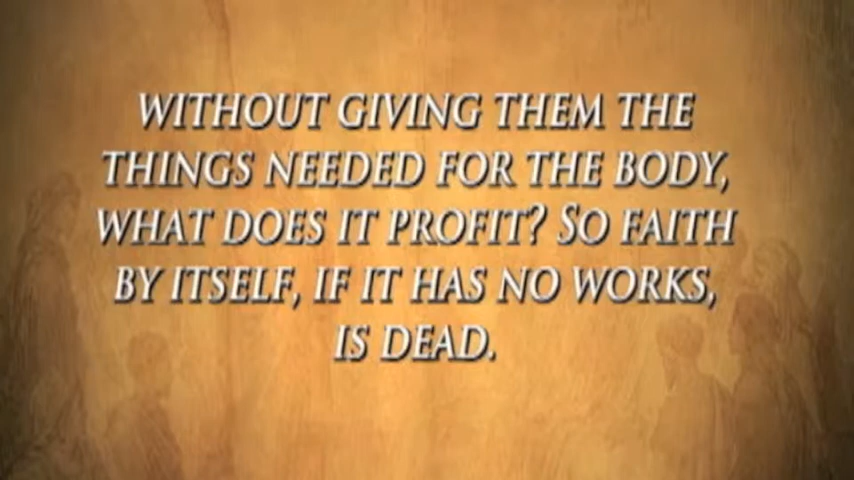 WITHOUT GIVING THEM THE
THINGS NEEDED FOR THE BODY,
WHAT DOES IT PROFIT? SO FAITH
BY ITSELF, IF IT HAS NO WORKS,
IS DEAD.